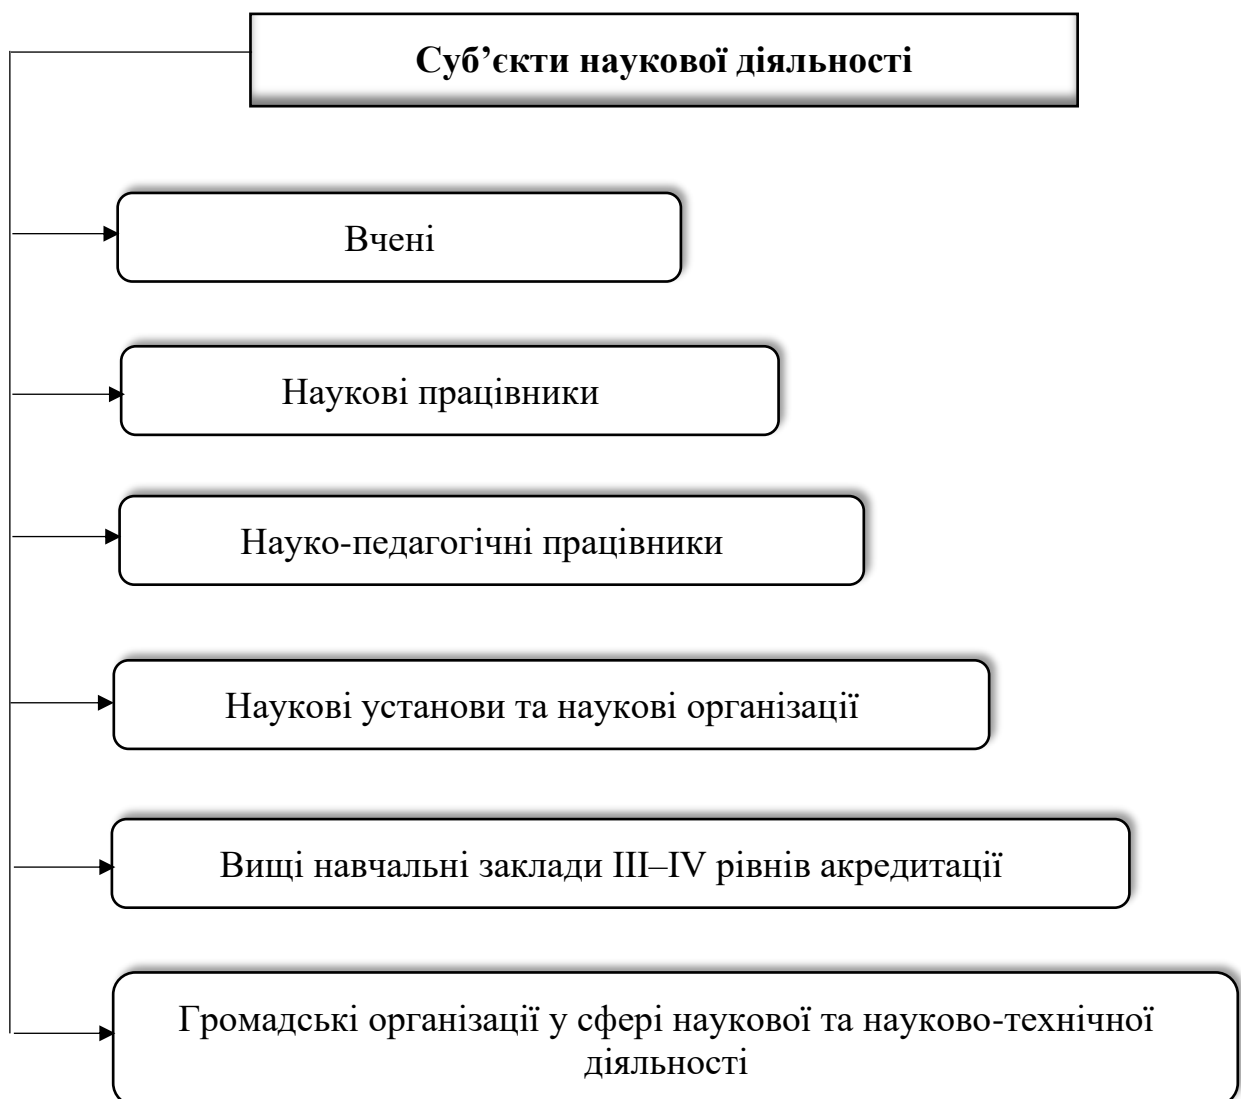 Суб’єкти наукової діяльності
Вчені
Наукові працівники
Науко-педагогічні працівники
Наукові установи та наукові організації
Вищі навчальні заклади III–IV рівнів акредитації
Громадські організації у сфері наукової та науково-технічної
діяльності